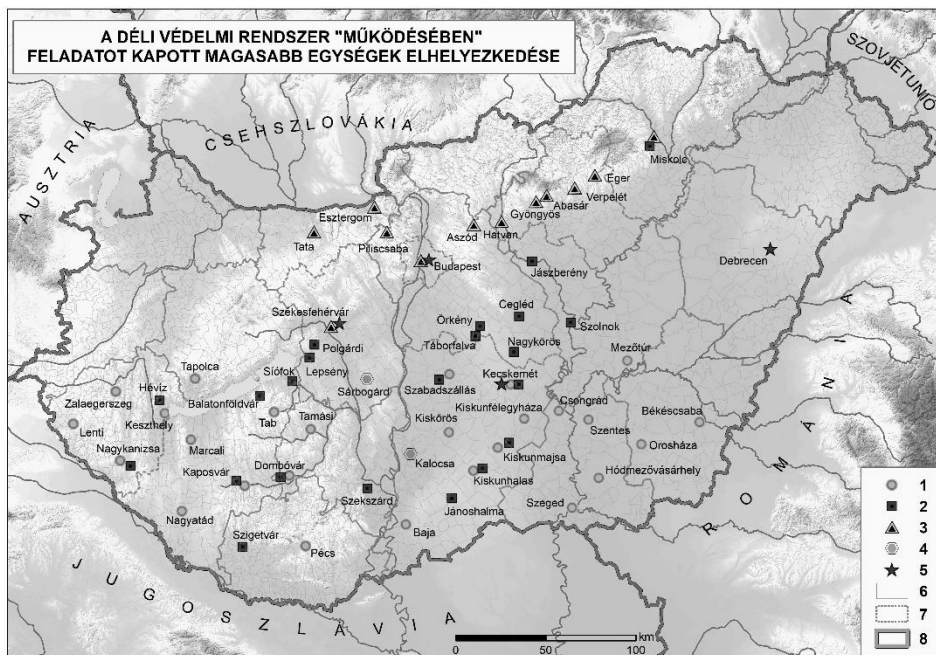 A DÉLI VÉDELMI RENDSZER "MŰKÖDÉSÉBEN"
FELADATOT KAPOTT MAGASABB EGYSÉGEK ELHELYEZKEDÉSE
SZOVJETUNIÓ
CSEHSZLOVÁKIA
AUSZTRIA
Miskolc
Eger
Verpelét
Abasár
Gyöngyös
Esztergom
Hatvan
Aszód
Tata
Piliscsaba
Budapest
Debrecen
Jászberény
Cegléd
Székesfehérvár
Örkény
Szolnok
Polgárdi
Táborfalva
Nagykőrös
Mezőtúr
Lepsény
Tapolca
Siófok
Kecskemét
Hévíz
Sárbogárd
Szabadszállás
Zalaegerszeg
Balatonföldvár
Kiskunfélegyháza
Csongrád
Békéscsaba
Keszthely
Tamási
Kiskőrös
Tab
Szentes
Lenti
Orosháza
Marcali
Nagykanizsa
Kiskunmajsa
Dombóvár
Kalocsa
Kaposvár
Hódmezővásárhely
Kiskunhalas
Szekszárd
Jánoshalma
Szeged
Nagyatád
Baja
Szigetvár
Pécs
ROMÁNIA
JUGOSZLÁVIA
0 50 100
km
1
2
3
4
5
6
7
8